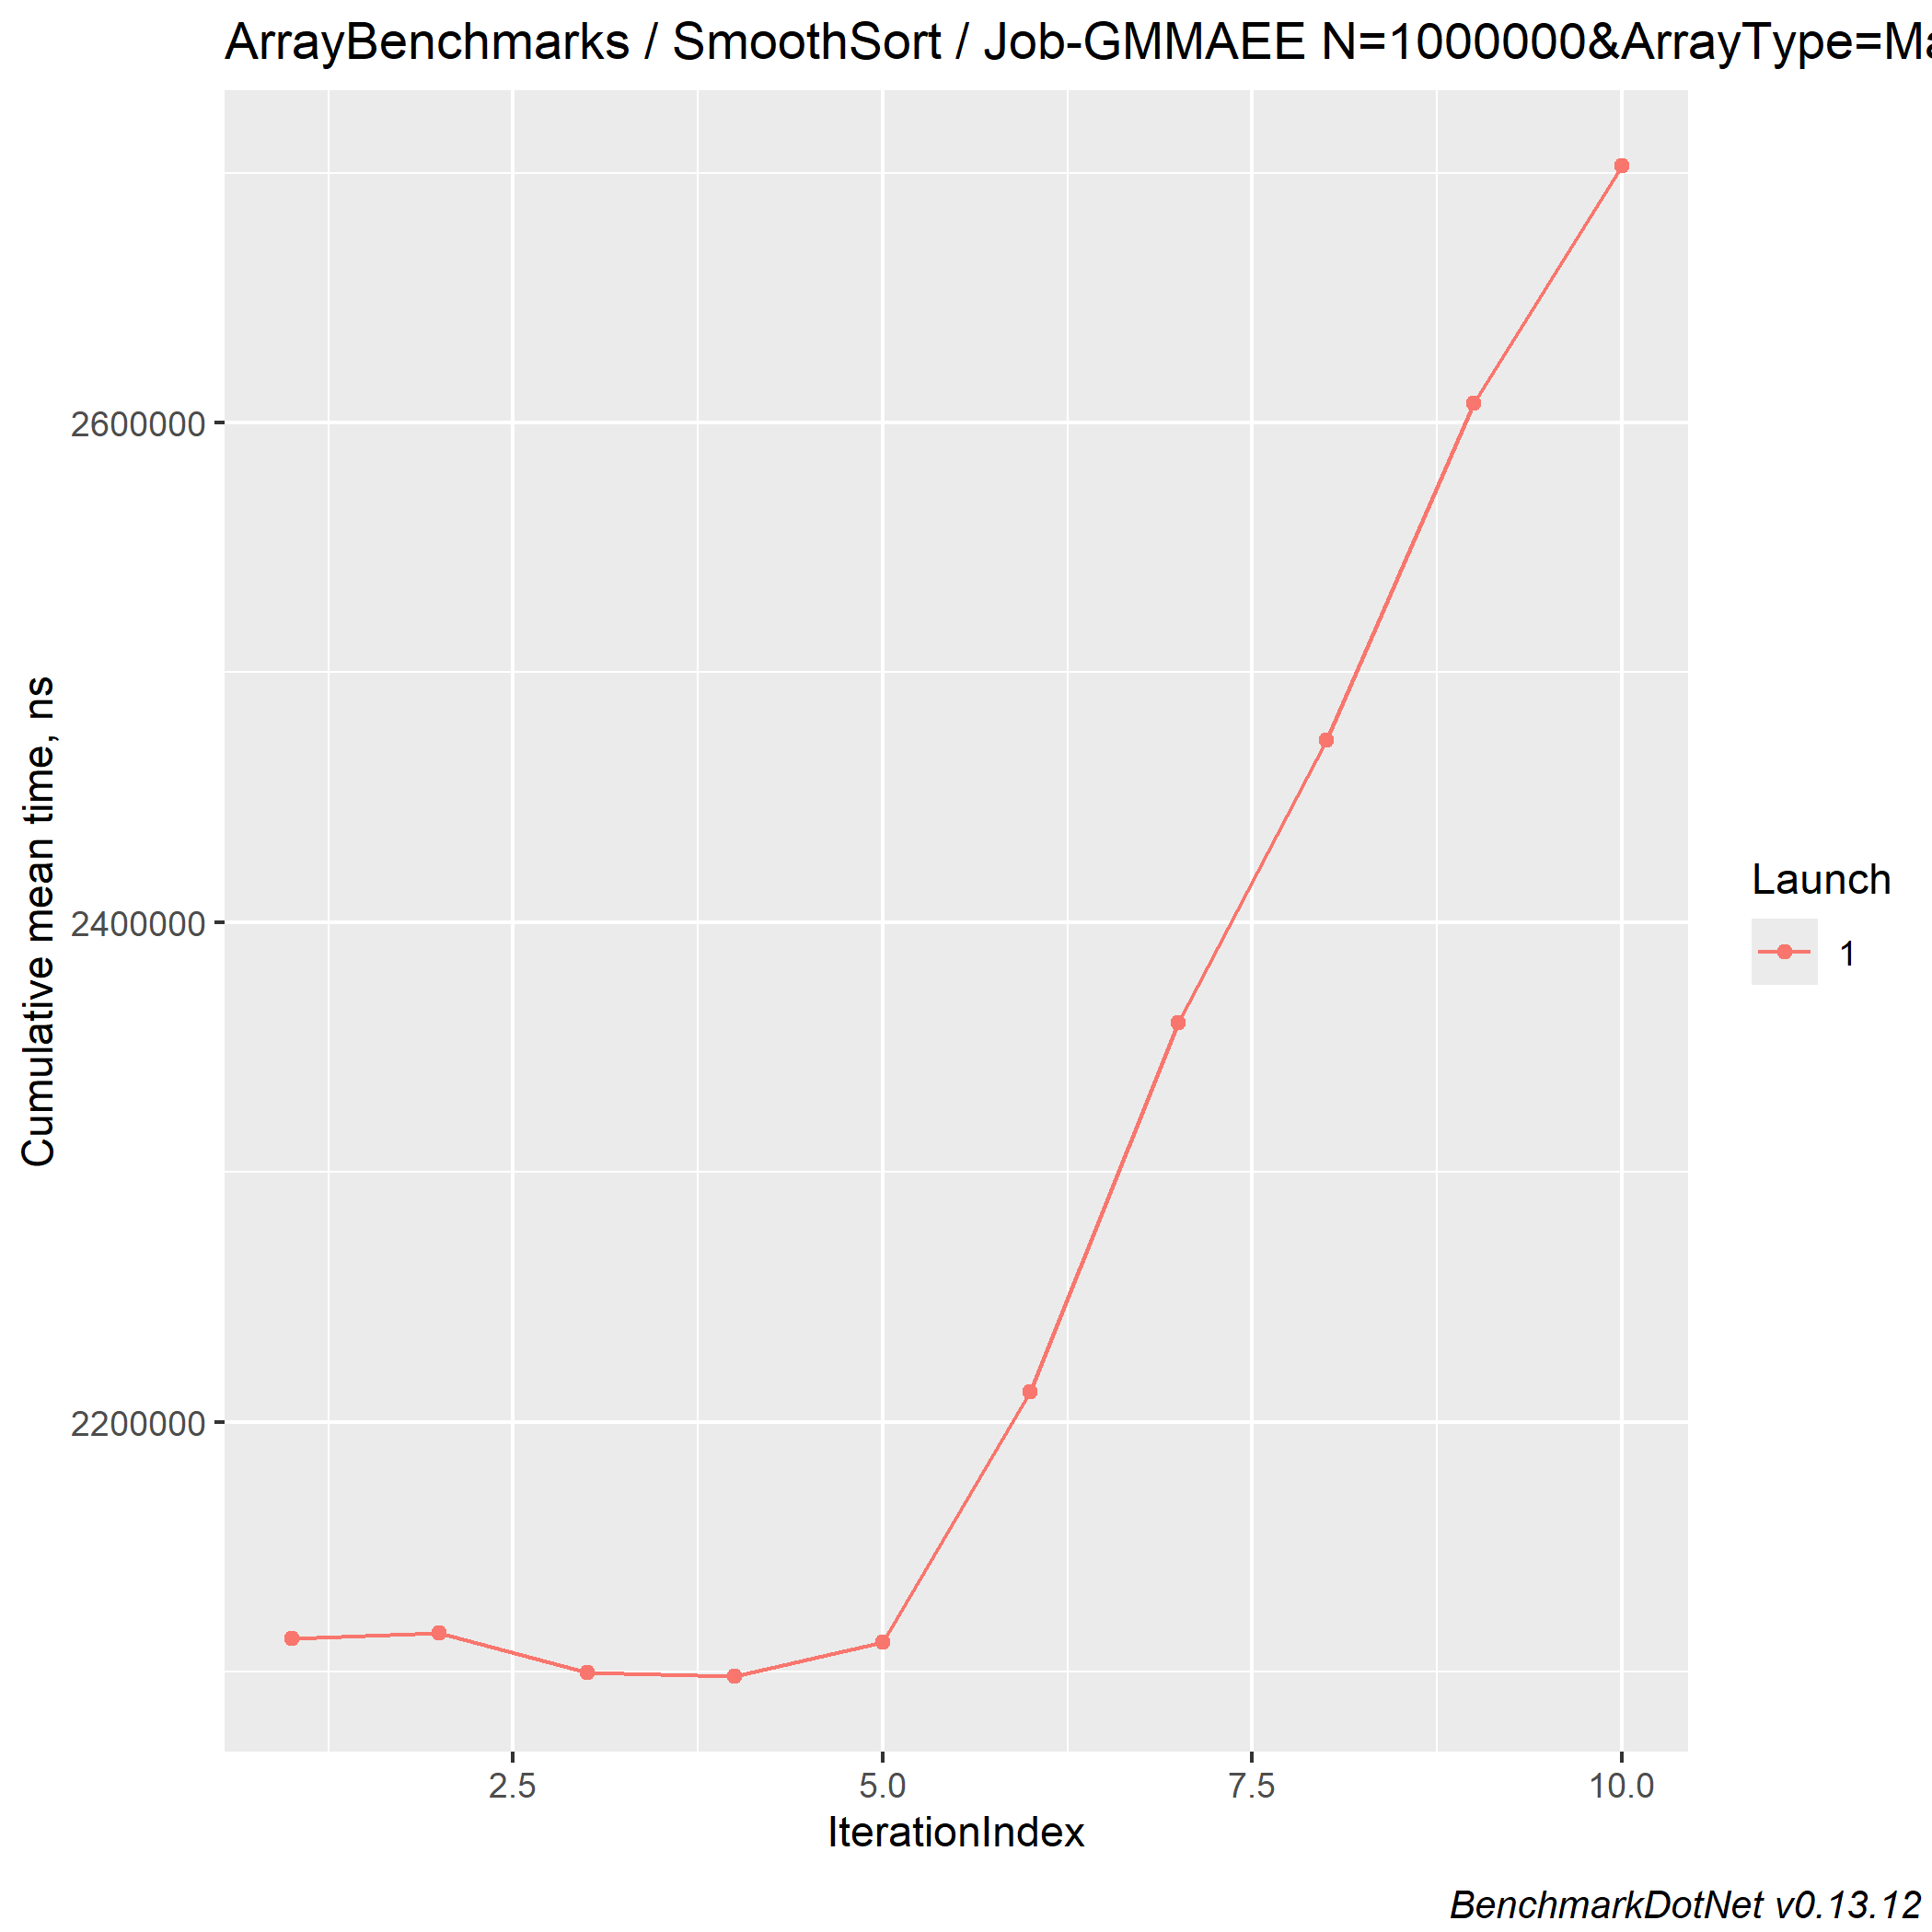 ArrayBenchmarks / SmoothSort / Job-GMMAEE N=1000000&ArrayType=Ma
Cumulative mean time, ns
2600000
2400000
2200000
Launch
1
2.5 5.0 7.5 10.0
IterationIndex
BenchmarkDotNet v0.13.12